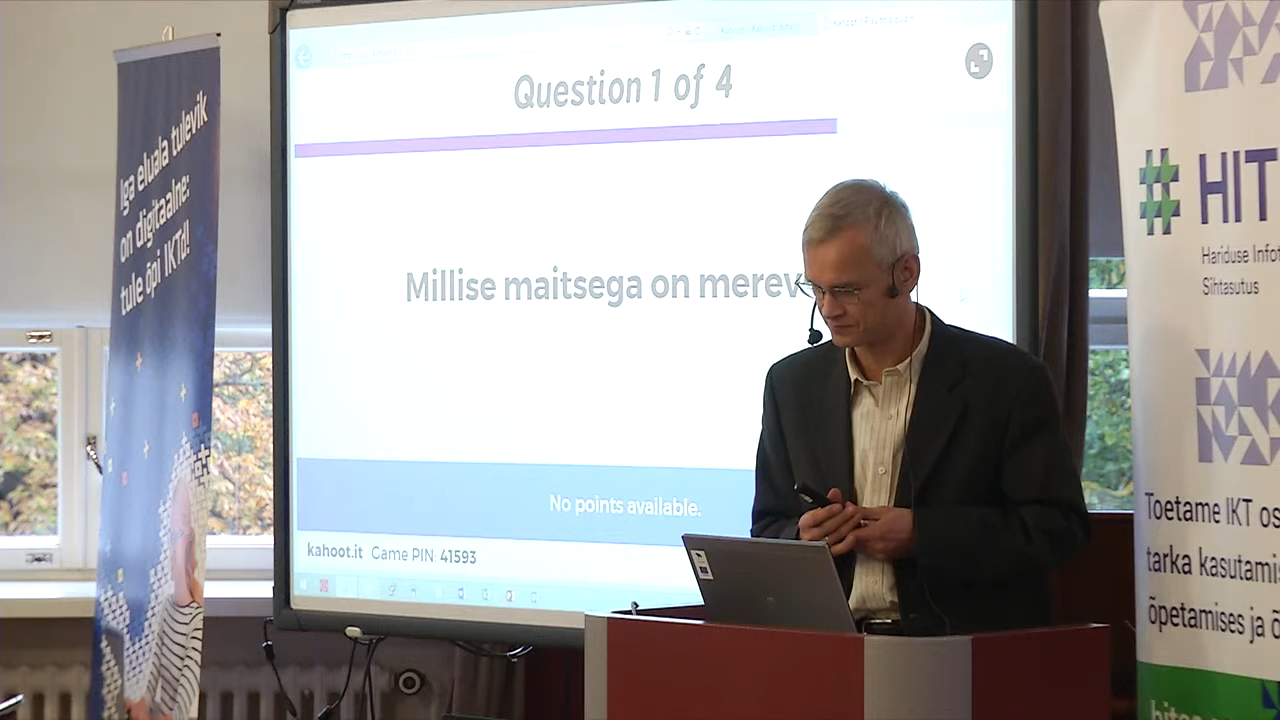 Iga eluala tulevik
on digitaalne:
tule õpi IKTd!
Question 1 of 4
Millise maitsega on merev
No points available.
kahoot.it Game PIN: 41593
# HIT
Hariduse Infot
Sihtasutus
Toetame IKT os
tarka kasutamis
õpetamises ja õ